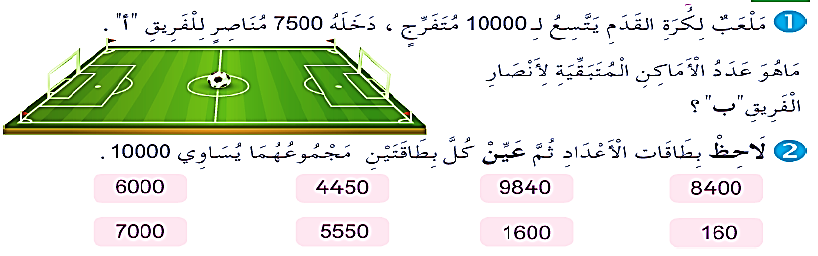 1 مَلْعَبٌ لِكُرَةِ القَدَمِ يَتَّسِعُ لِـ 10000 مُتَفَرِّجٍ ، دَخَلَهُ 7500 مُنَاصِرٍ لِلْفَرِيقِ "أ" .
مَاهُوَ عَدَدُ الْأَمَاكِنِ الْمُتَبَقِّيَةِ لِأَنْصَارِ
الْفَرِيقِ "ب" ؟
2 لَاحِظْ بِطَاقَات الْأَعْدَادِ ثُمَّ عَيِّنْ كُلَّ بِطَاقَتَيْنِ مَجْمُوعُهُمَا يُسَاوِي 10000 .
8400 9840 4450 6000
160 1600 5550 7000